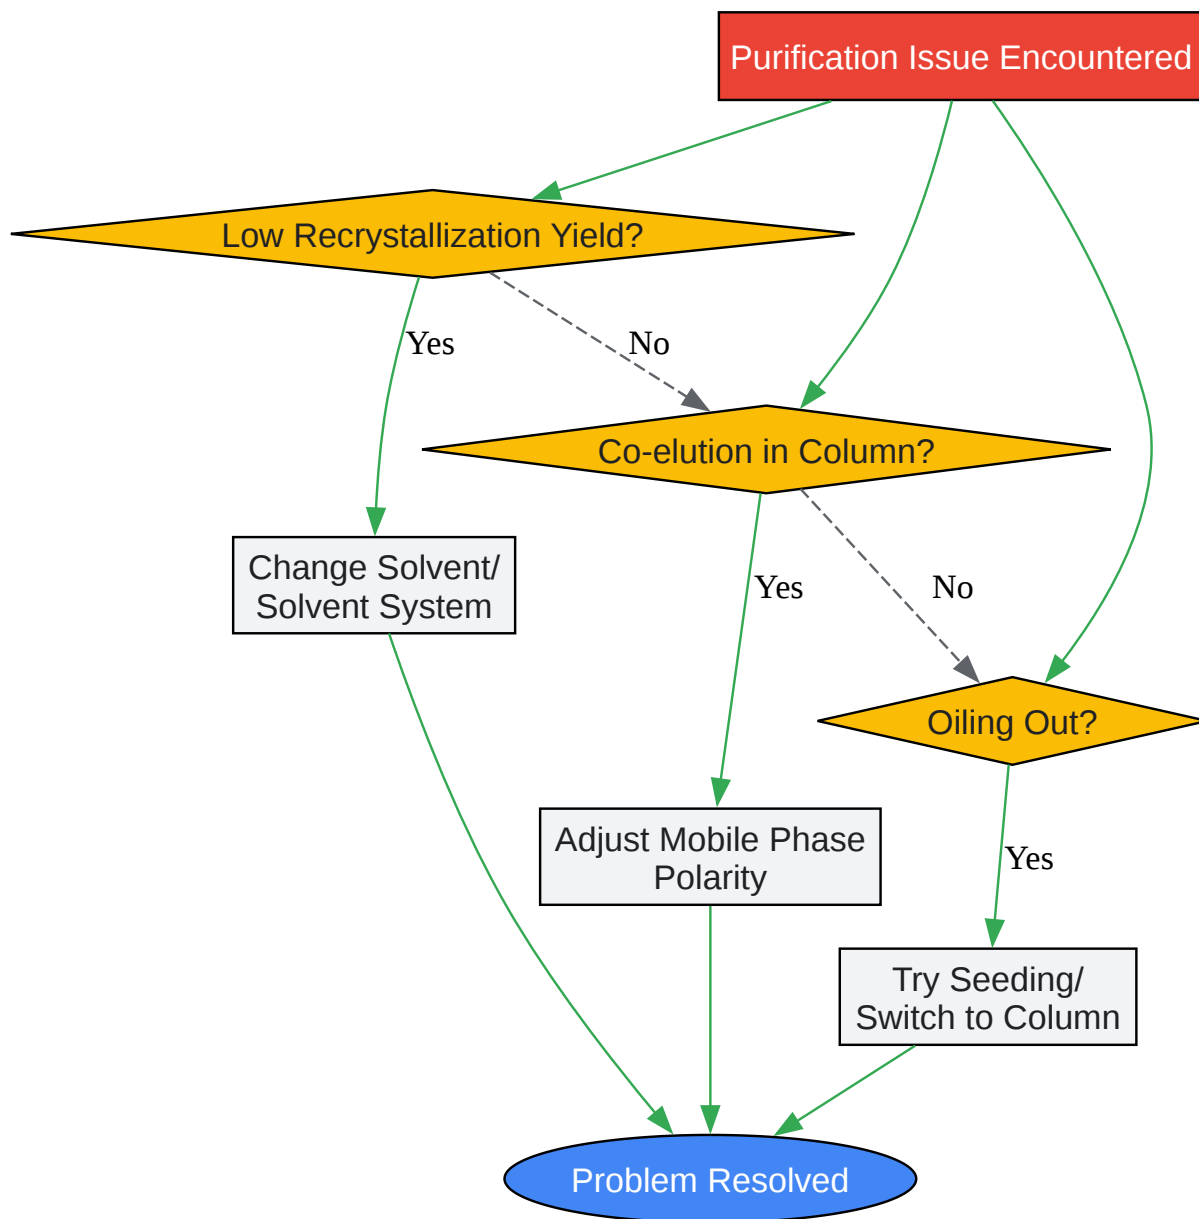 Purification Issue Encountered
Low Recrystallization Yield?
Yes
No
Co-elution in Column?
Change Solvent/
Solvent System
Yes
No
Oiling Out?
Adjust Mobile Phase
Polarity
Yes
Try Seeding/
Switch to Column
Problem Resolved